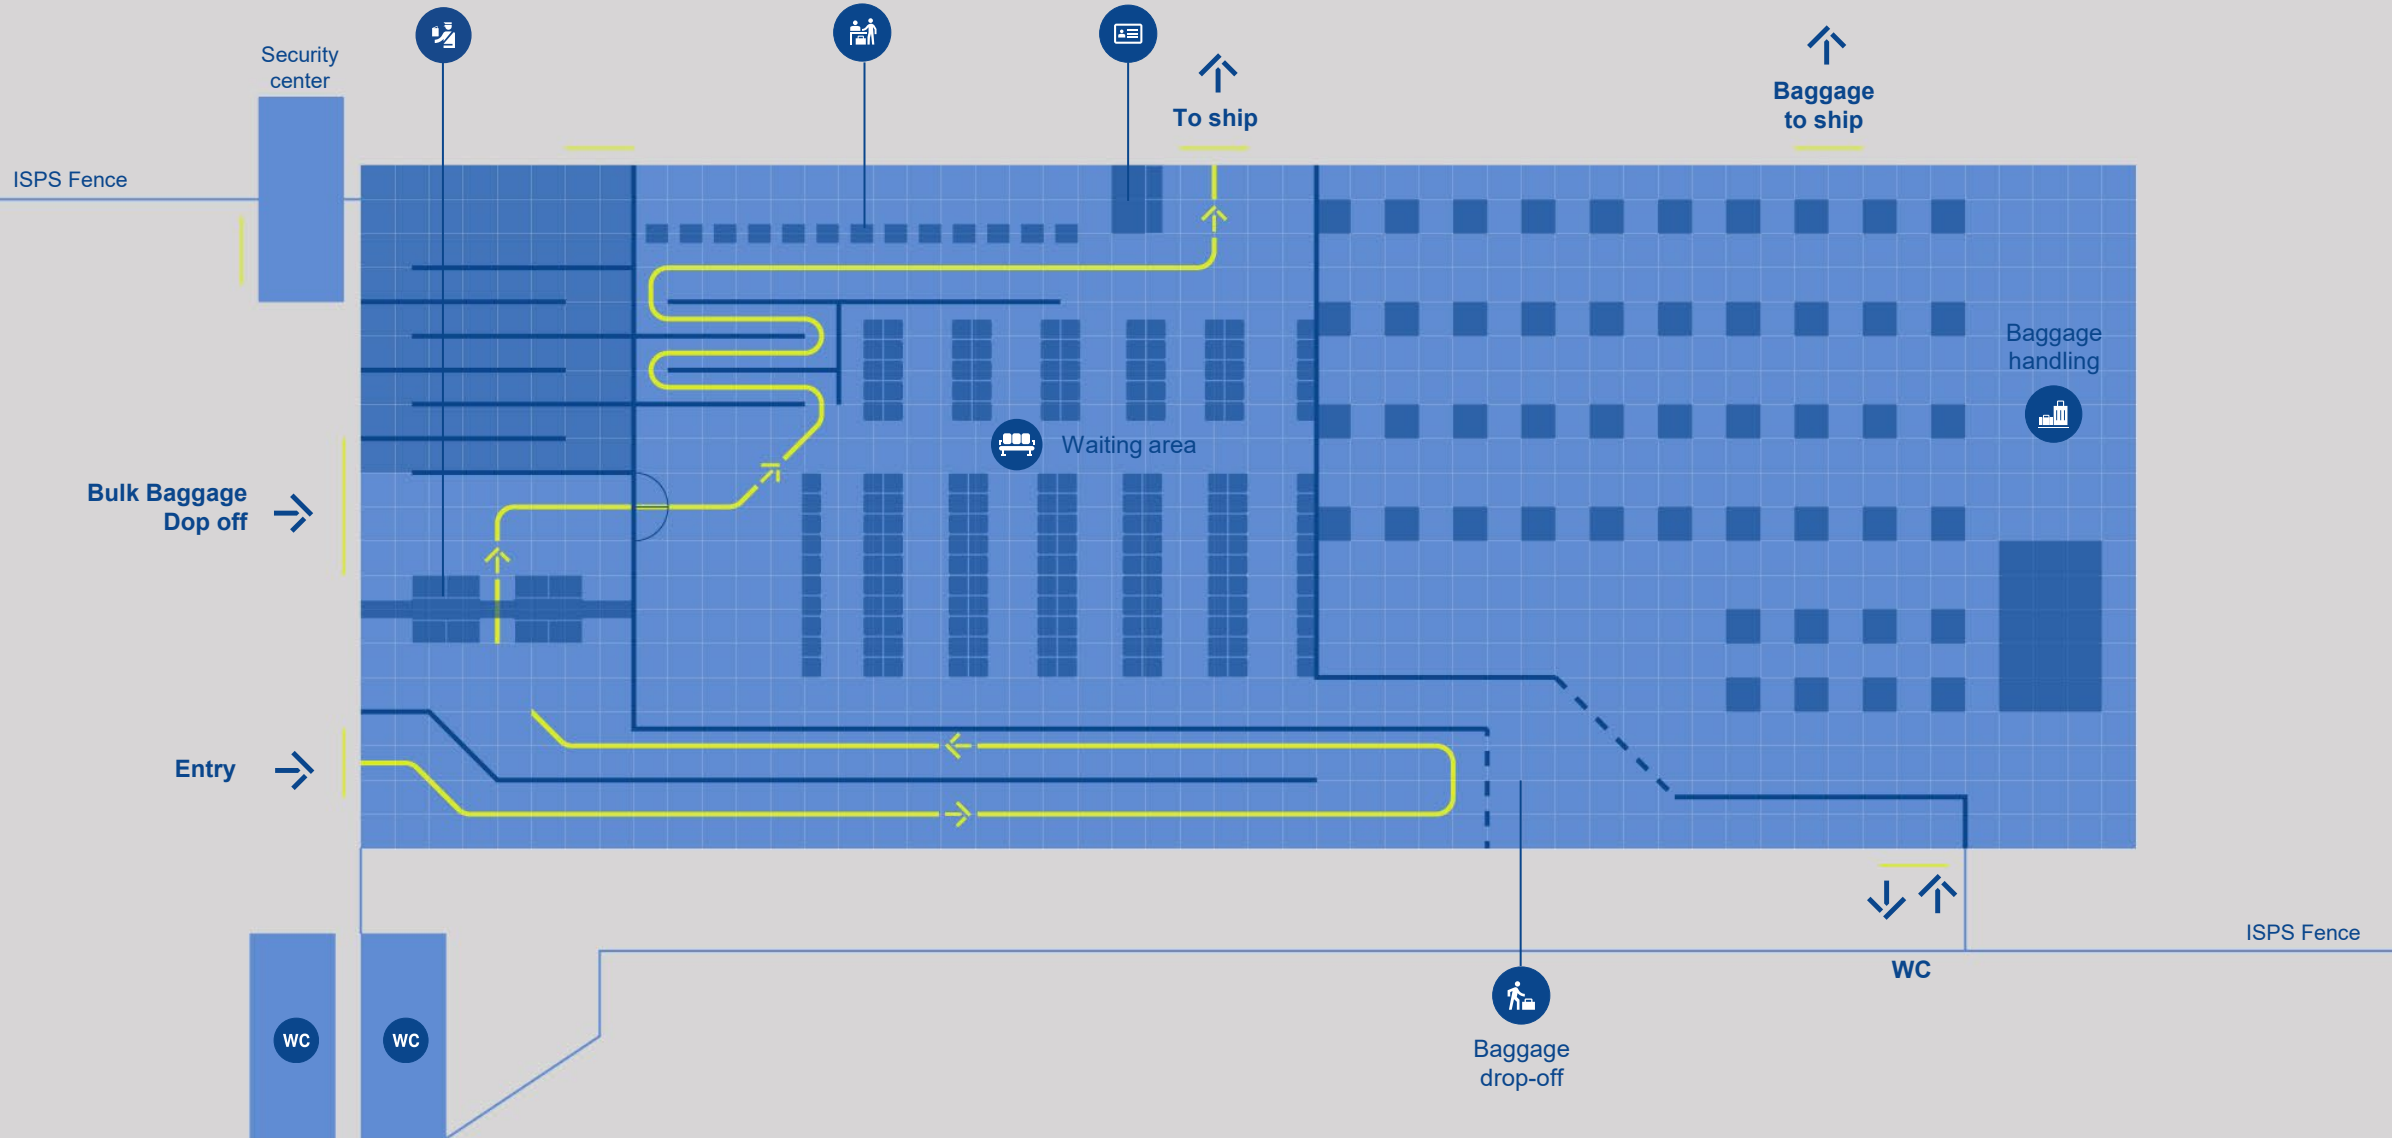 Security
center
To ship
Baggage
to ship
ISPS Fence
Baggage
handling
Waiting area
Bulk Baggage
Dop off
Entry
ISPS Fence
WC
WC
WC
Baggage
drop-off